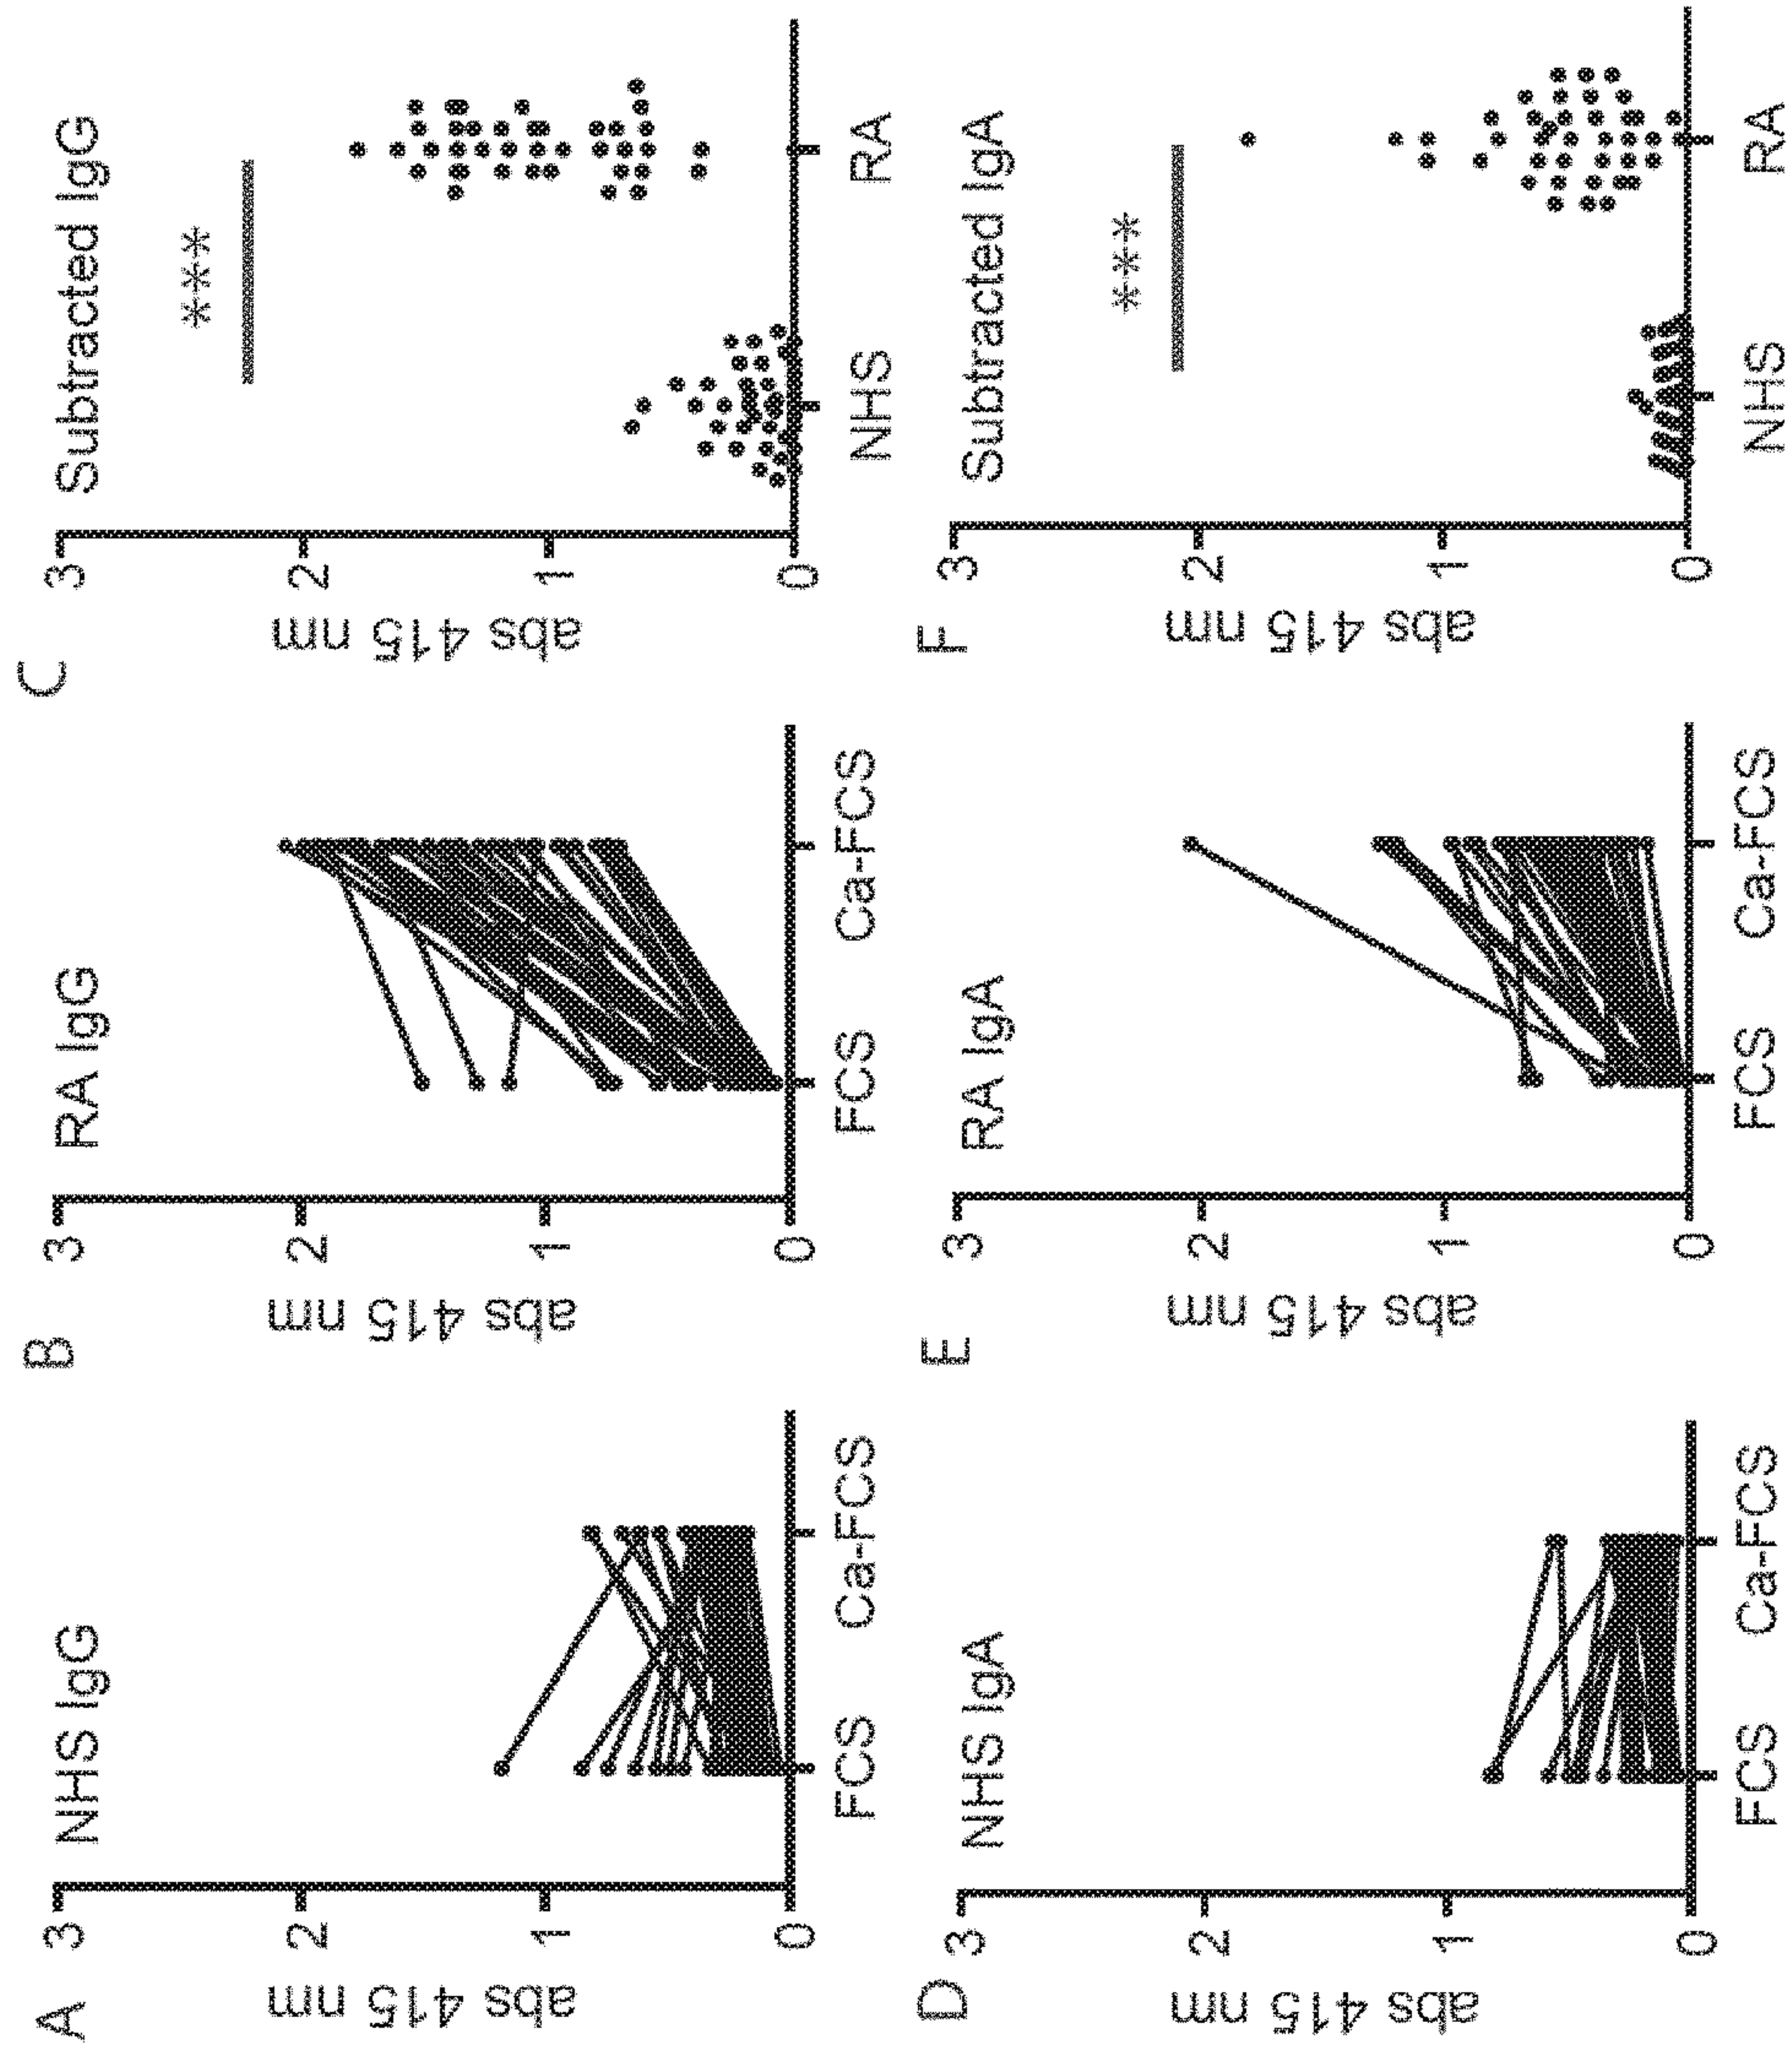 A
NHS IgG
abs 415 nm
3
2
1
0
FCS
Ca-FCS
B
RA IgG
abs 415 nm
3
2
1
0
FCS
Ca-FCS
C
Subtracted IgG
***
abs 415 nm
3
2
1
0
NHS
RA
D
NHS IgA
abs 415 nm
3
2
1
0
FCS
Ca-FCS
E
RA IgA
abs 415 nm
3
2
1
0
FCS
Ca-FCS
F
Subtracted IgA
***
abs 415 nm
3
2
1
0
NHS
RA